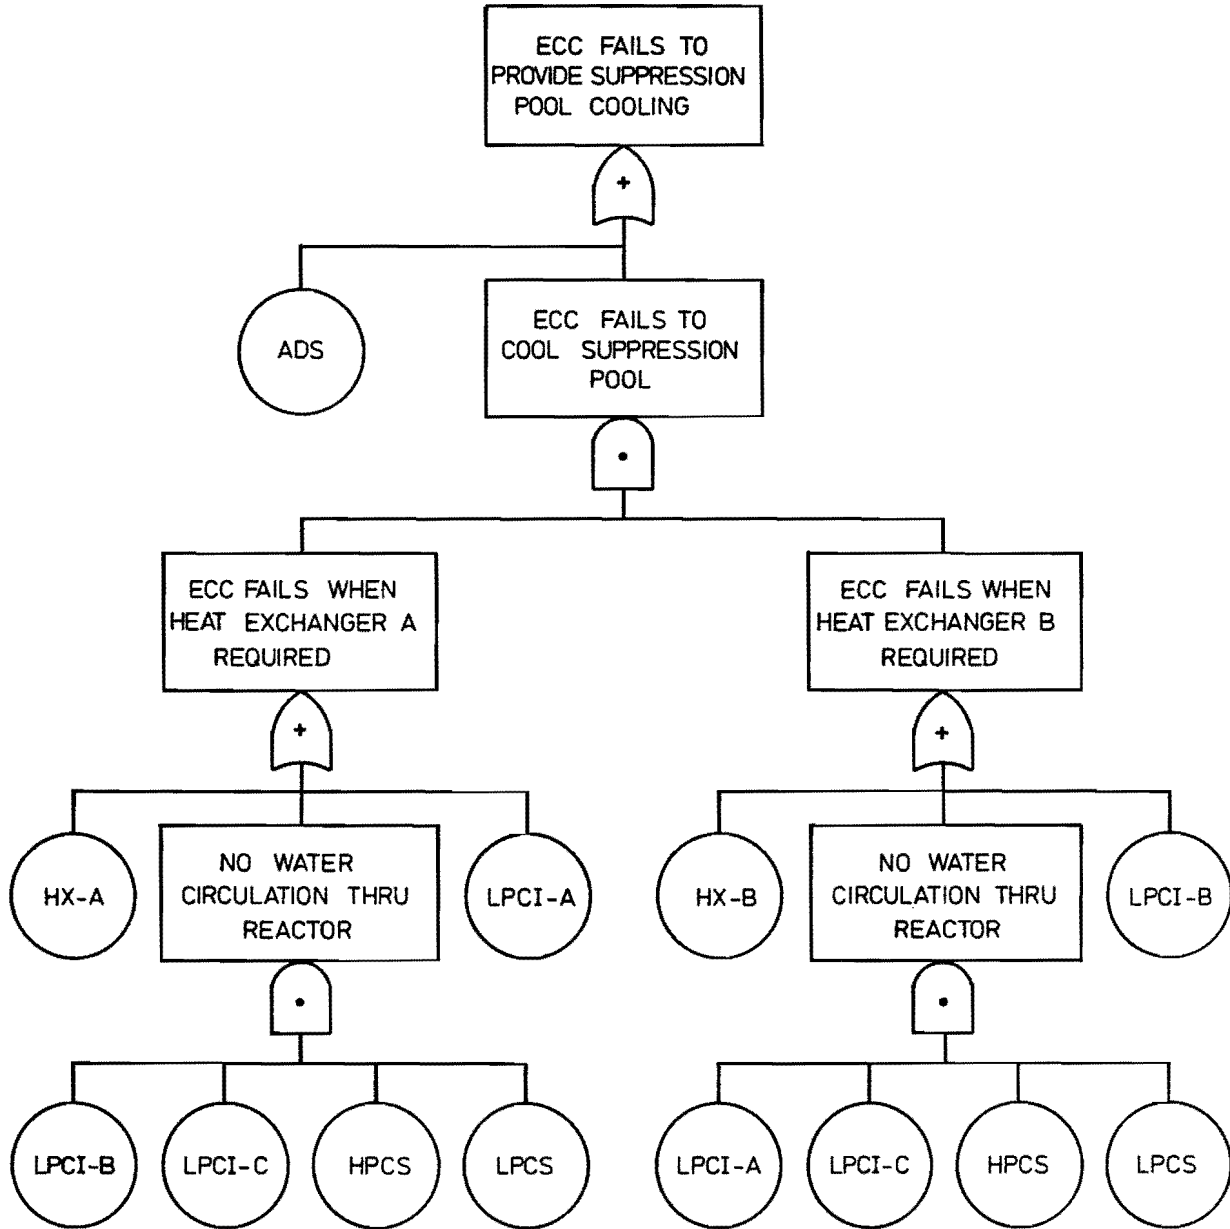 ECC FAILS TO
PROVIDE SUPPRESSION
POOL COOLING
+
ADS
ECC FAILS TO
COOL SUPPRESSION
POOL
ECC FAILS WHEN
HEAT EXCHANGER A
REQUIRED
ECC FAILS WHEN
HEAT EXCHANGER B
REQUIRED
+
+
HX-A
NO WATER
CIRCULATION THRU
REACTOR
LPCI-A
HX-B
NO WATER
CIRCULATION THRU
REACTOR
LPCI-B
LPCI-B
LPCI-C
HPCS
LPCS
LPCI-A
LPCI-C
HPCS
LPCS